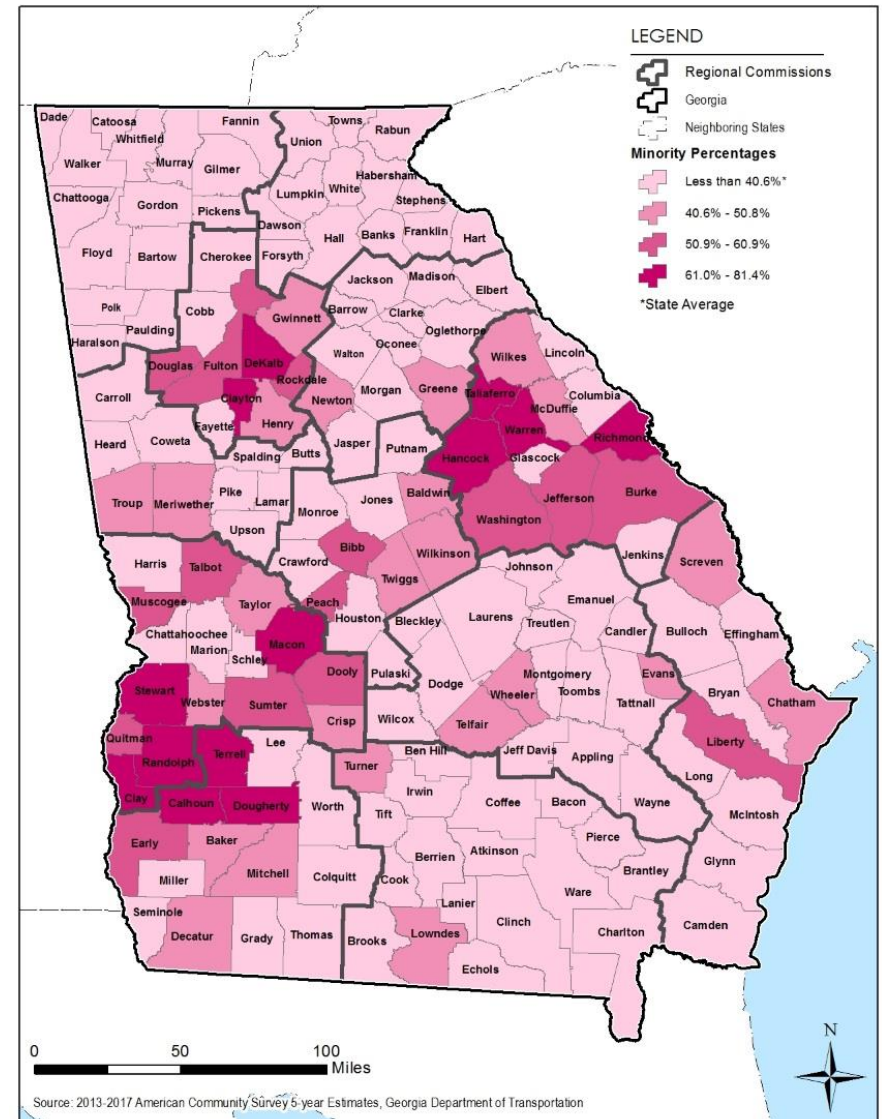 LEGEND
Regional Commissions
Georgia
Neighboring States
Minority Percentages
Less than 40.6%*
40.6% - 50.8%
50.9% - 60.9%
61.0% - 81.4%
*State Average
Dade
Catoosa
Whitfield
Fannin
Towns
Union
Rabun
Walker
Murray
Gilmer
Habersham
White
Lumpkin
Stephens
Chattooga
Gordon
Pickens
Dawson
Hall
Banks
Franklin
Hart
Floyd
Bartow
Cherokee
Forsyth
Jackson
Madison
Elbert
Polk
Cobb
Gwinnett
Barrow
Clarke
Oglethorpe
Paulding
Haralson
Oconee
Walton
Wilkes
Lincoln
Douglas
Fulton
DeKalb
Rockdale
Morgan
Greene
Taliaferro
Columbia
Carroll
Clayton
Newton
McDuffie
Fayette
Henry
Warren
Richmond
Heard
Coweta
Spalding
Butts
Jasper
Putnam
Hancock
Glascock
Troup
Meriwether
Pike
Lamar
Jones
Baldwin
Jefferson
Burke
Monroe
Washington
Upson
Bibb
Wilkinson
Jenkins
Screven
Harris
Talbot
Crawford
Twiggs
Johnson
Muscogee
Taylor
Peach
Houston
Bleckley
Laurens
Emanuel
Treutlen
Candler
Bulloch
Effingham
Chattahoochee
Marion
Schley
Macon
Pulaski
Dodge
Montgomery
Toombs
Evans
Bryan
Chatham
Stewart
Webster
Sumter
Dooly
Wheeler
Tattnall
Crisp
Wilcox
Telfair
Liberty
Quitman
Randolph
Terrell
Lee
Turner
Ben Hill
Jeff Davis
Appling
Long
Clay
Calhoun
Dougherty
Worth
Irwin
Tift
Coffee
Bacon
Wayne
McIntosh
Early
Baker
Pierce
Miller
Mitchell
Colquitt
Berrien
Atkinson
Brantley
Glynn
Cook
Ware
Seminole
Lanier
Decatur
Grady
Thomas
Brooks
Lowndes
Clinch
Charlton
Camden
Echols
N
0 50 100
Miles
Source: 2013-2017 American Community Survey 5-year Estimates, Georgia Department of Transportation